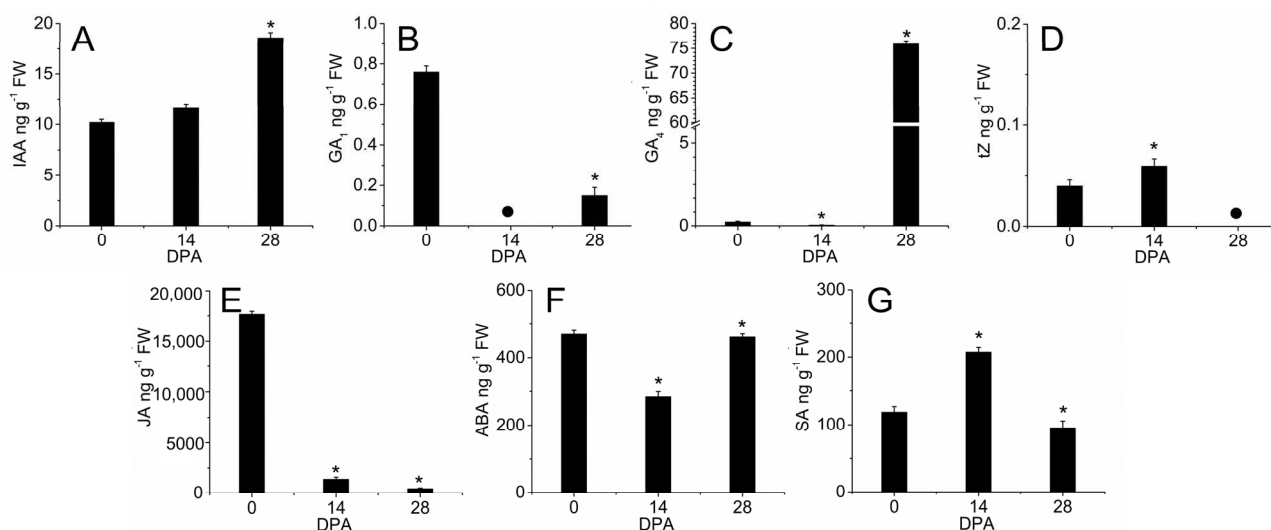 A
IAA ng g⁻¹ FW
20
15
10
5
0
*
0 14 28
DPA
B
GA₁ ng g⁻¹ FW
1.0
0,8
0.6
0.4
0.2
0.0
*
0 14 28
DPA
C
GA₄ ng g⁻¹ FW
80
75
70
65
60
5
0
*
*
0 14 28
DPA
D
tZ ng g⁻¹ FW
0.2
0.1
0.0
*
0 14 28
DPA
E
JA ng g⁻¹ FW
20,000
17,500
10,000
5000
0
*
*
0 14 28
DPA
F
ABA ng g⁻¹ FW
600
400
200
0
*
*
0 14 28
DPA
G
SA ng g⁻¹ FW
300
200
100
0
*
*
0 14 28
DPA